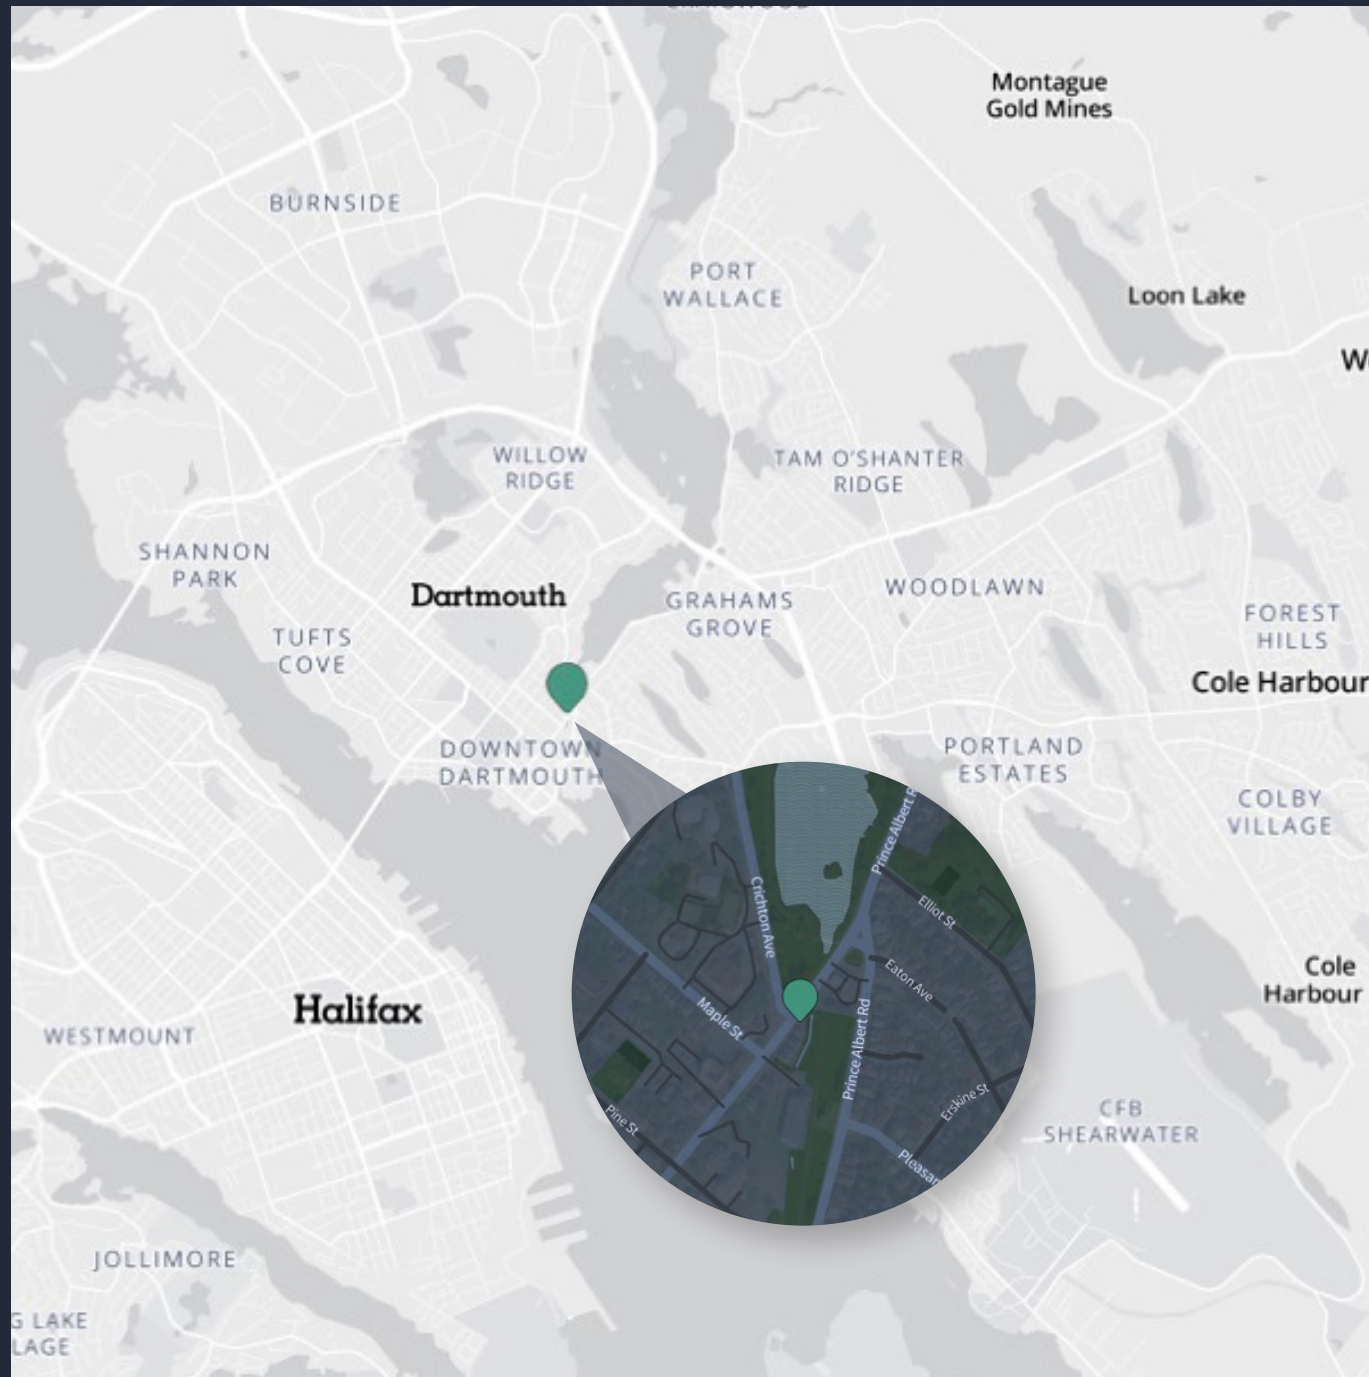 Montague
Gold Mines
BURNSIDE
PORT
WALLACE
Loon Lake
WILLOW
RIDGE
TAM O'SHANTER
RIDGE
SHANNON
PARK
Dartmouth
GRAHAMS
GROVE
WOODLAWN
FOREST
HILLS
TUFTS
COVE
Cole Harbour
DOWNTOWN
DARTMOUTH
PORTLAND
ESTATES
COLBY
VILLAGE
Prince Albert R
Crichton Ave
Elliot St
Eaton Ave
Maple St
Prince Albert Rd
Erskine St
Pine St
Pleasan
Halifax
WESTMOUNT
Cole
Harbour
CFB
SHEARWATER
JOLLIMORE
G LAKE
LAGE